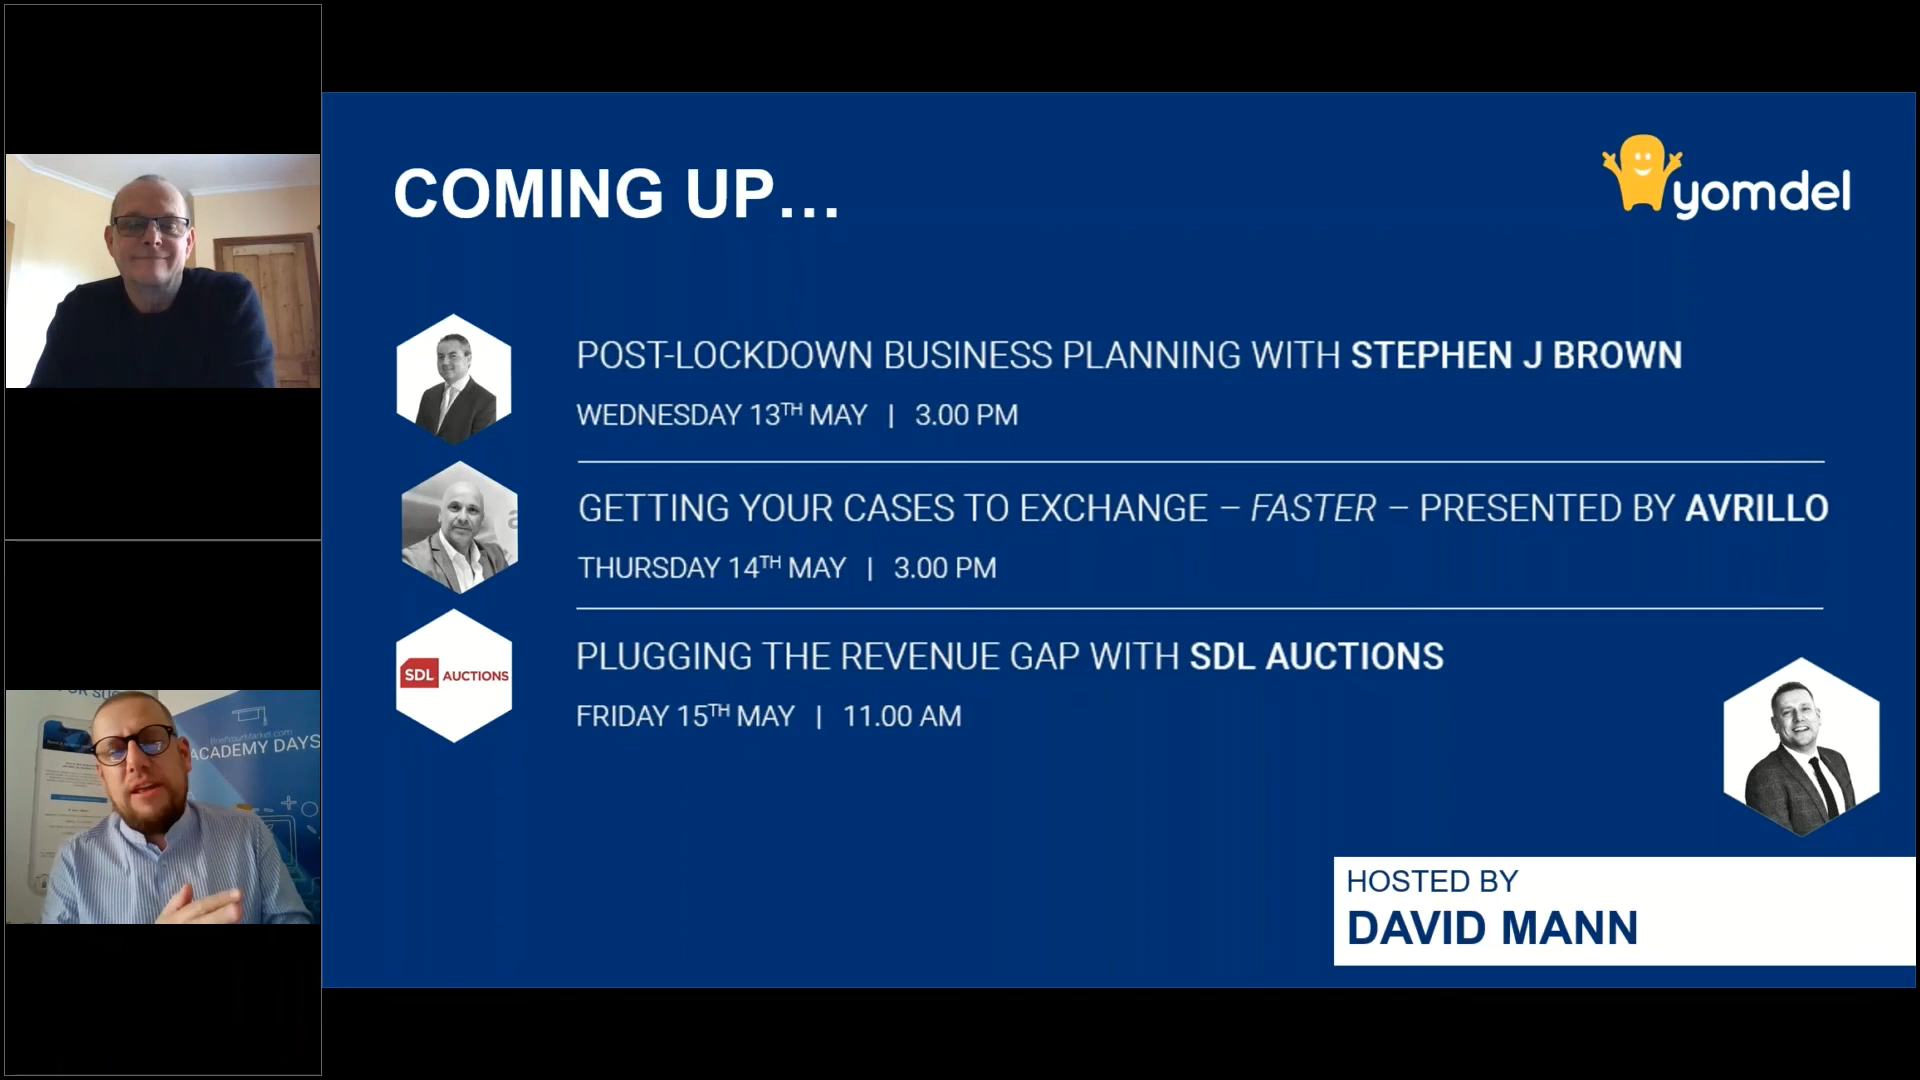 COMING UP...
yomdel
POST-LOCKDOWN BUSINESS PLANNING WITH STEPHEN J BROWN
WEDNESDAY 13TH MAY | 3.00 PM
GETTING YOUR CASES TO EXCHANGE – FASTER – PRESENTED BY AVRILLO
THURSDAY 14TH MAY | 3.00 PM
SDL AUCTIONS
PLUGGING THE REVENUE GAP WITH SDL AUCTIONS
FRIDAY 15TH MAY | 11.00 AM
HOSTED BY
DAVID MANN
BriefYourMarket.com
ACADEMY DAYS